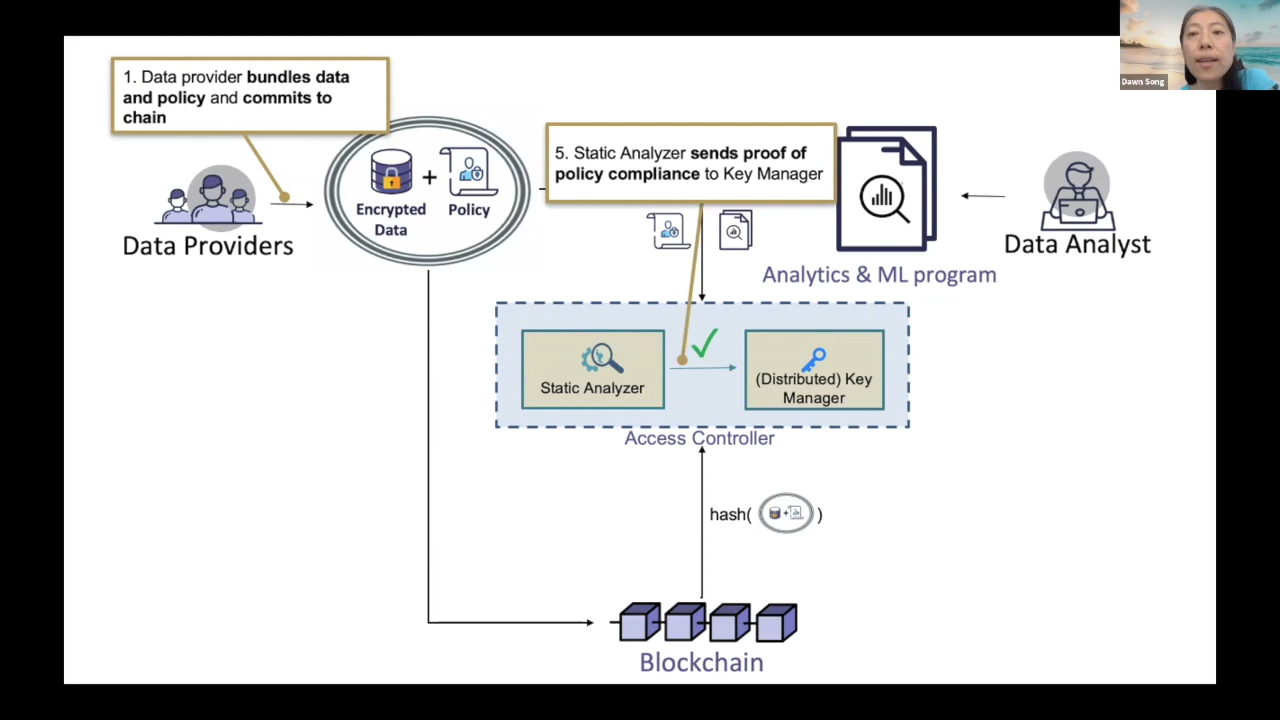 Dawn Song
1. Data provider bundles data
and policy and commits to
chain
5. Static Analyzer sends proof of
policy compliance to Key Manager
Encrypted
Data
+
Policy
Data Providers
Data Analyst
Analytics & ML program
Static Analyzer
(Distributed) Key
Manager
Access Controller
hash( + )
Blockchain